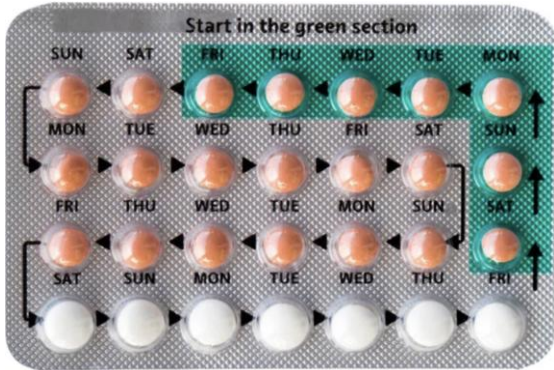 Start in the green section
SUN SAT FRI THU WED TUE MON
MON TUE WED THU FRI SAT SUN
FRI THU WED TUE MON SUN SAT
SAT SUN MON TUE WED THU FRI